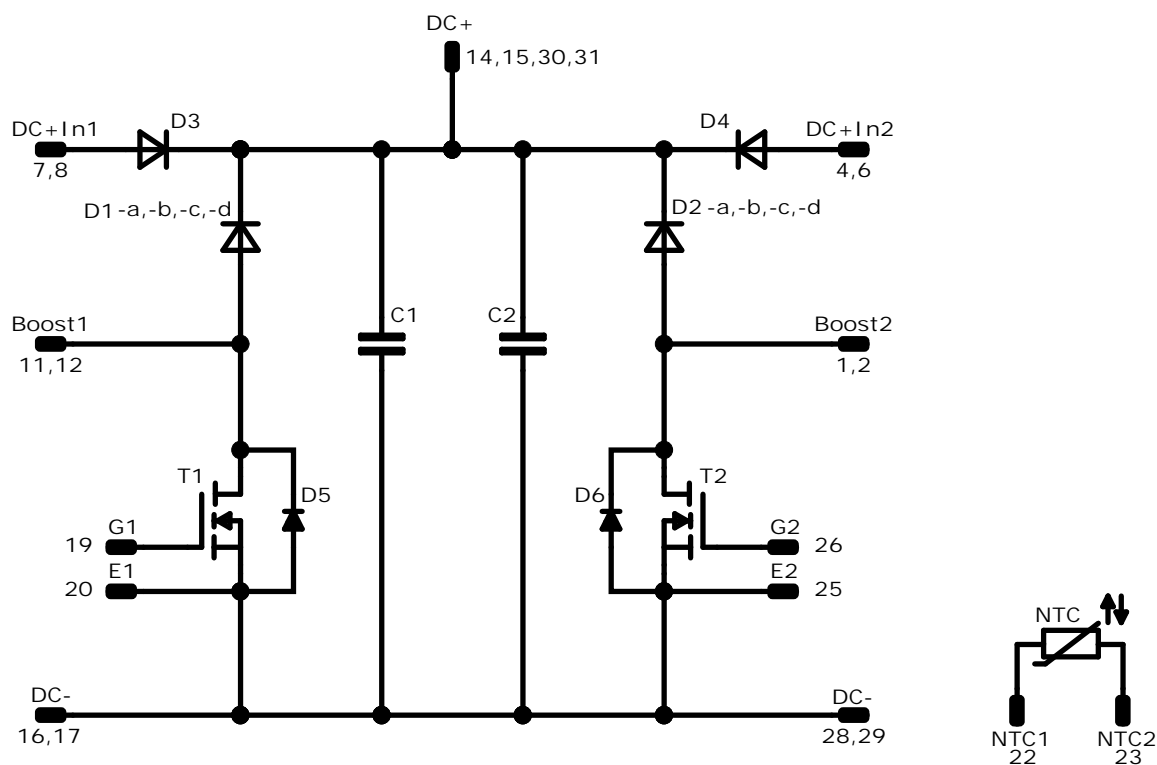 DC+
14,15,30,31
DC+In1
D3
D4
DC+In2
7,8
4,6
D1-a,-b,-c,-d
D2-a,-b,-c,-d
Boost1
C1
C2
Boost2
11,12
1,2
T1
D5
D6
T2
19
G1
G2
26
20
E1
E2
25
NTC
DC-
DC-
16,17
28,29
NTC1
NTC2
22
23